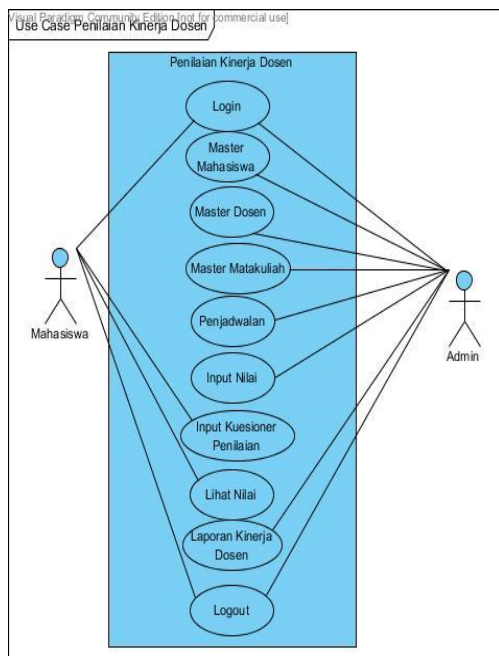 Visual Paradigm Community Edition [not for commercial use]
Use Case Penilaian Kinerja Dosen
Penilaian Kinerja Dosen
Login
Master
Mahasiswa
Master Dosen
Master Matakuliah
Mahasiswa
Penjadwalan
Admin
Input Nilai
Input Kuesioner
Penilaian
Lihat Nilai
Laporan Kinerja
Dosen
Logout